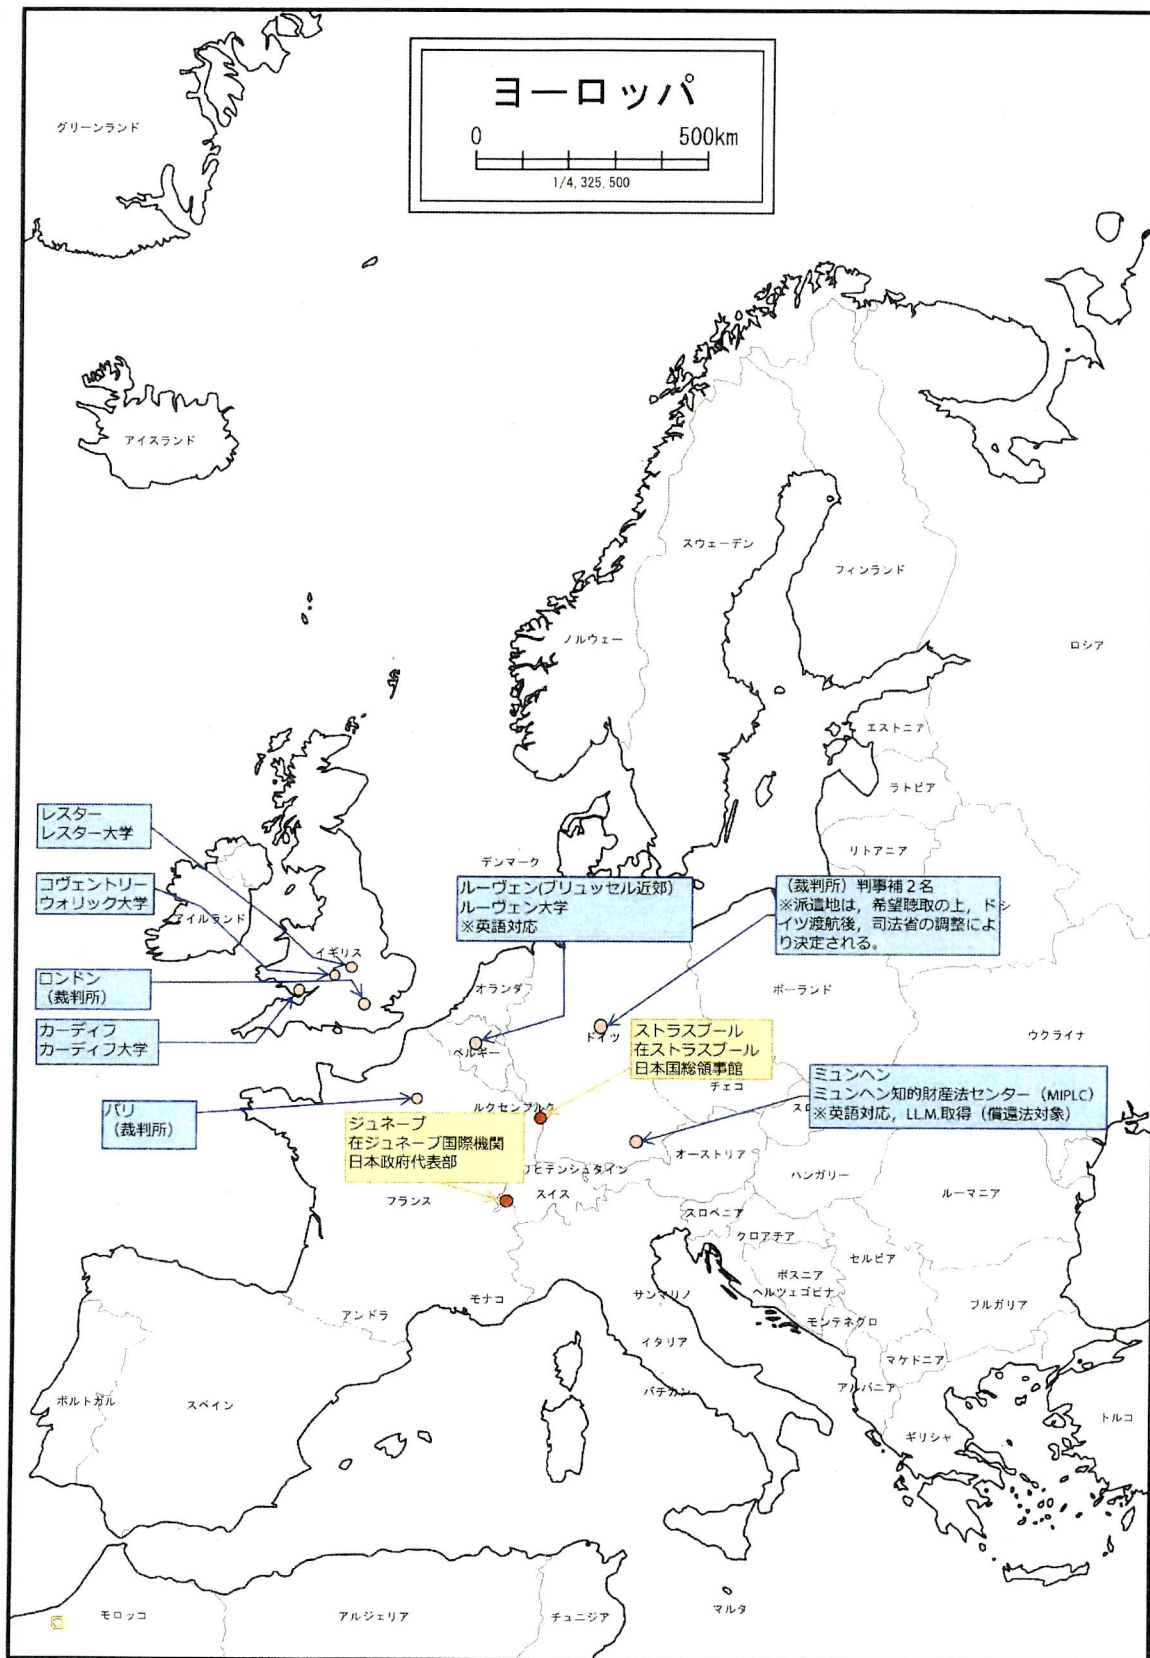 ヨーロッパ
0 500km
1/4,325,500
グリーンランド
アイスランド
スウェーデン
フィンランド
ノルウェー
ロシア
エストニア
ラトビア
リトアニア
デンマーク
レスター
レスター大学
コヴェントリー
ウォリック大学
アイルランド
イギリス
ロンドン
(裁判所)
カーディフ
カーディフ大学
ルーヴェン(ブリュッセル近郊)
ルーヴェン大学
※英語対応
(裁判所)判事補2名
※派遣地は,希望聴取の上,ド
イツ渡航後,司法省の調整によ
り決定される。
オランダ
ポーランド
ベルギー
ドイツ
ウクライナ
ストラスブール
在ストラスブール
日本国総領事館
チェコ
ミュンヘン
ミュンヘン知的財産法センター(MIPLC)
※英語対応,LL.M.取得(償還法対象)
パリ
(裁判所)
ルクセンブルク
ジュネーブ
在ジュネーブ国際機関
日本政府代表部
リヒテンシュタイン
オーストリア
ハンガリー
ルーマニア
フランス
スイス
スロベニア
クロアチア
セルビア
ボスニア
ヘルツェゴビナ
サンマリノ
モナコ
アンドラ
ブルガリア
モンテネグロ
イタリア
マケドニア
バチカン
アルバニア
ポルトガル
スペイン
トルコ
ギリシャ
モロッコ
アルジェリア
チュニジア
マルタ